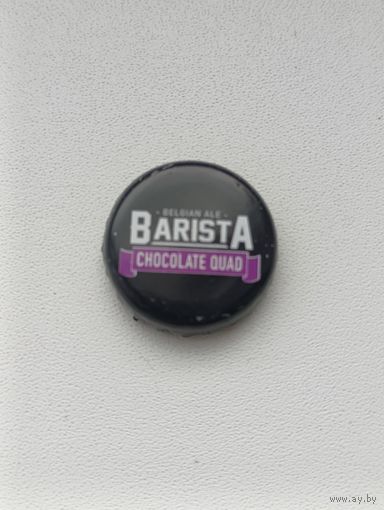 - BELGIAN ALE -
BARISTA
CHOCOLATE QUAD
www.ay.by